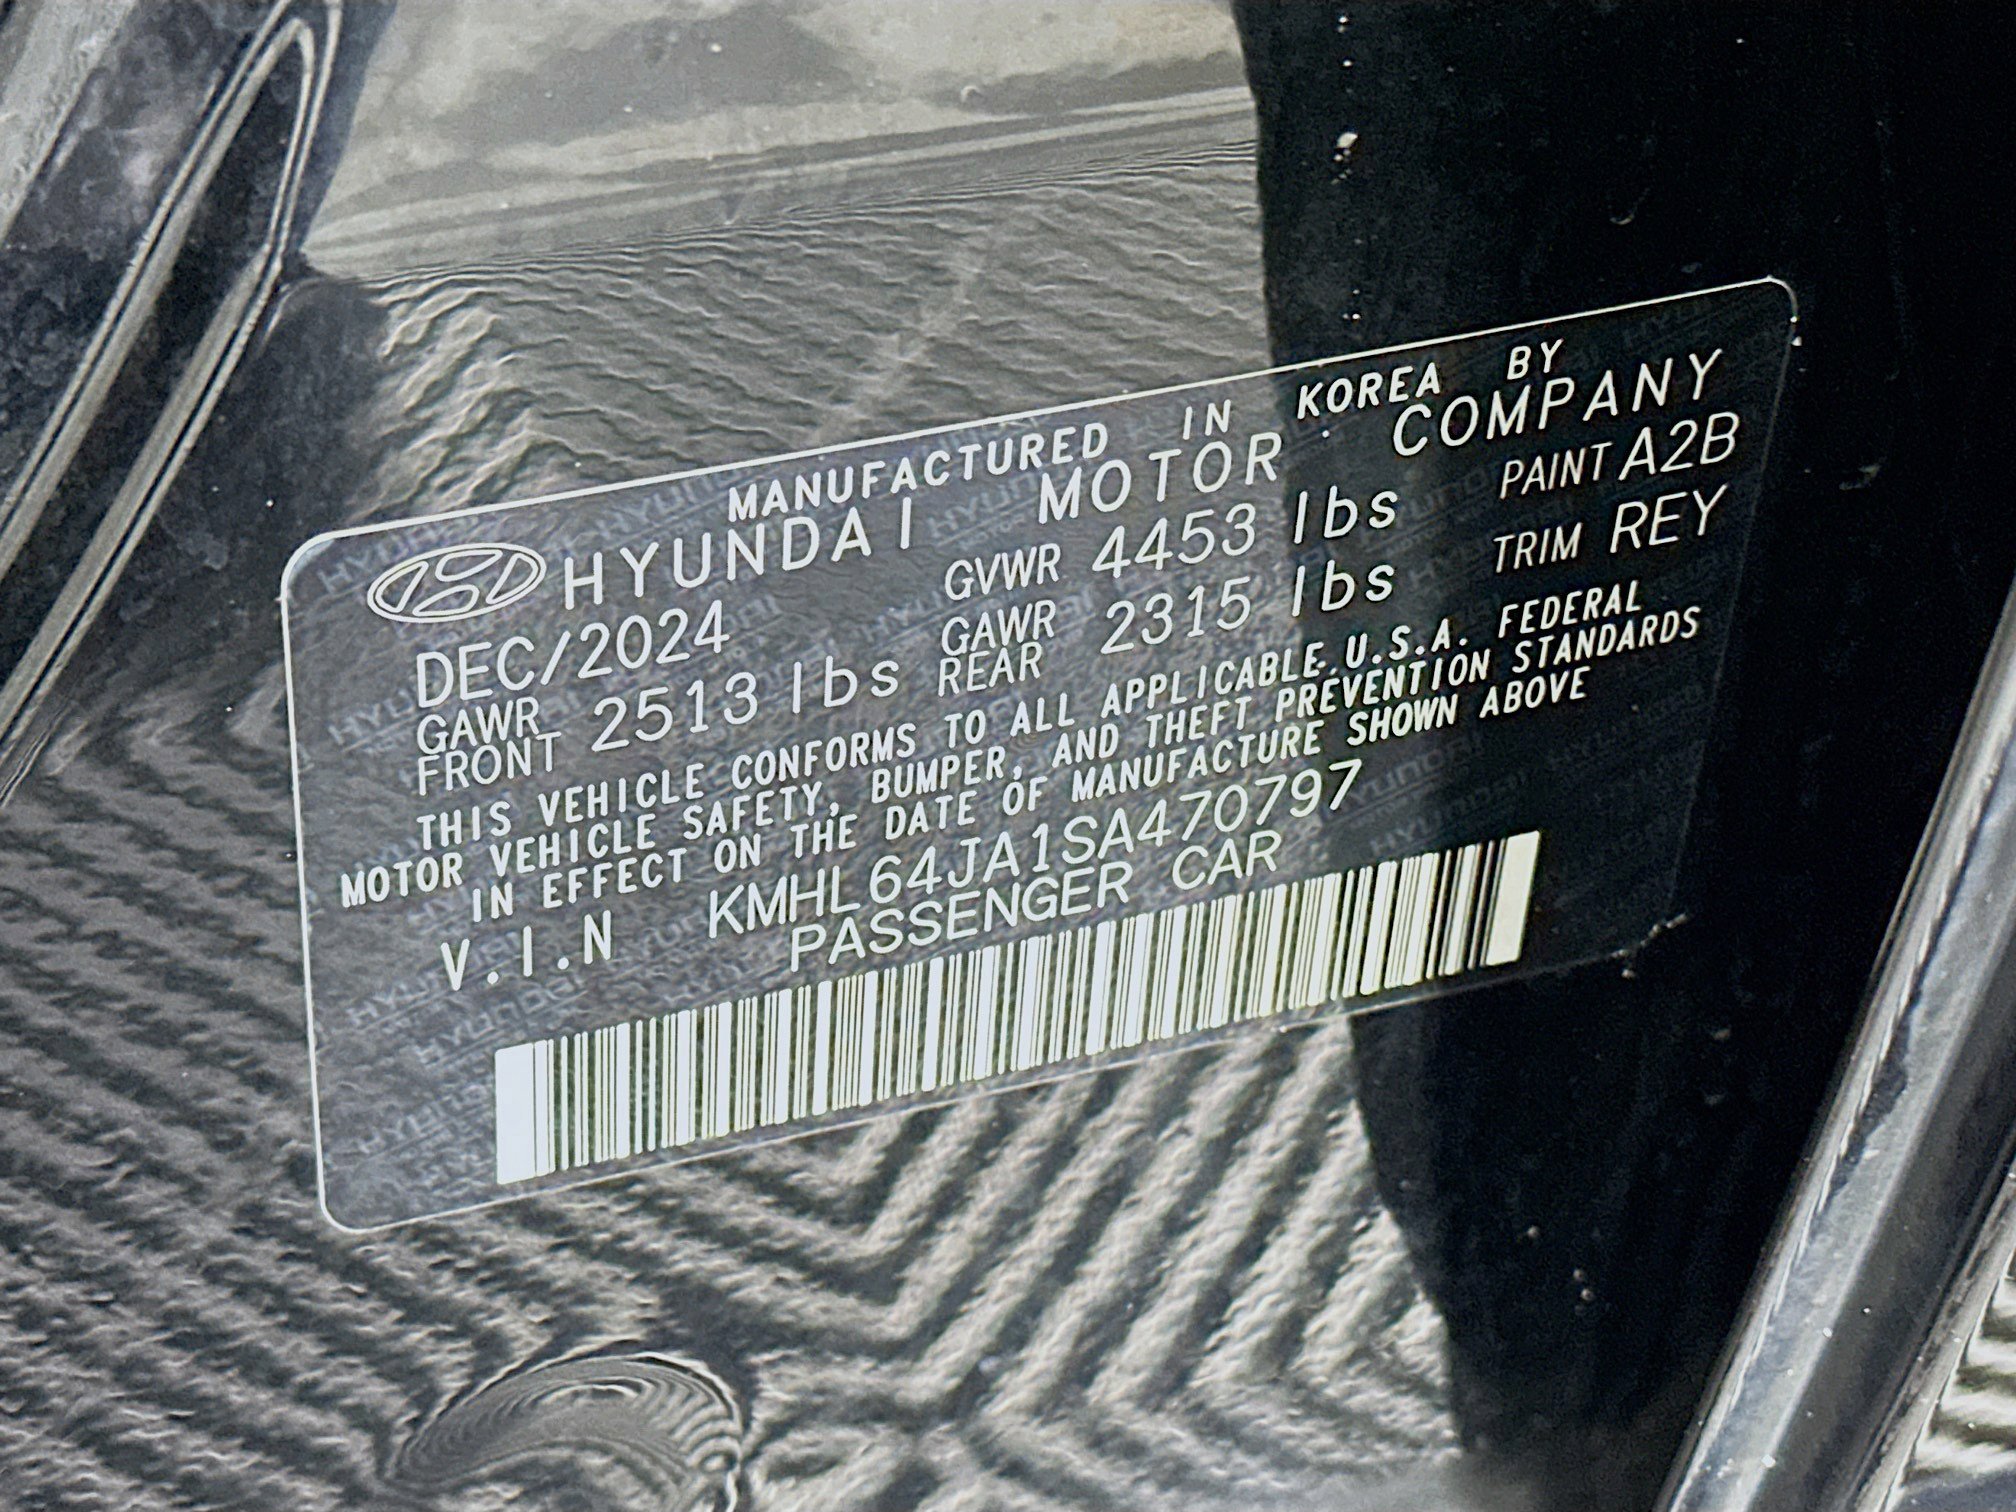 MANUFACTURED IN KOREA BY
HYUNDAI MOTOR COMPANY
DEC/2024 GVWR 4453 lbs PAINT A2B
GAWR FRONT 2513 lbs GAWR REAR 2315 lbs TRIM REY
THIS VEHICLE CONFORMS TO ALL APPLICABLE U.S.A. FEDERAL
MOTOR VEHICLE SAFETY, BUMPER, AND THEFT PREVENTION STANDARDS
IN EFFECT ON THE DATE OF MANUFACTURE SHOWN ABOVE
V.I.N KMHL64JA1SA470797
PASSENGER CAR